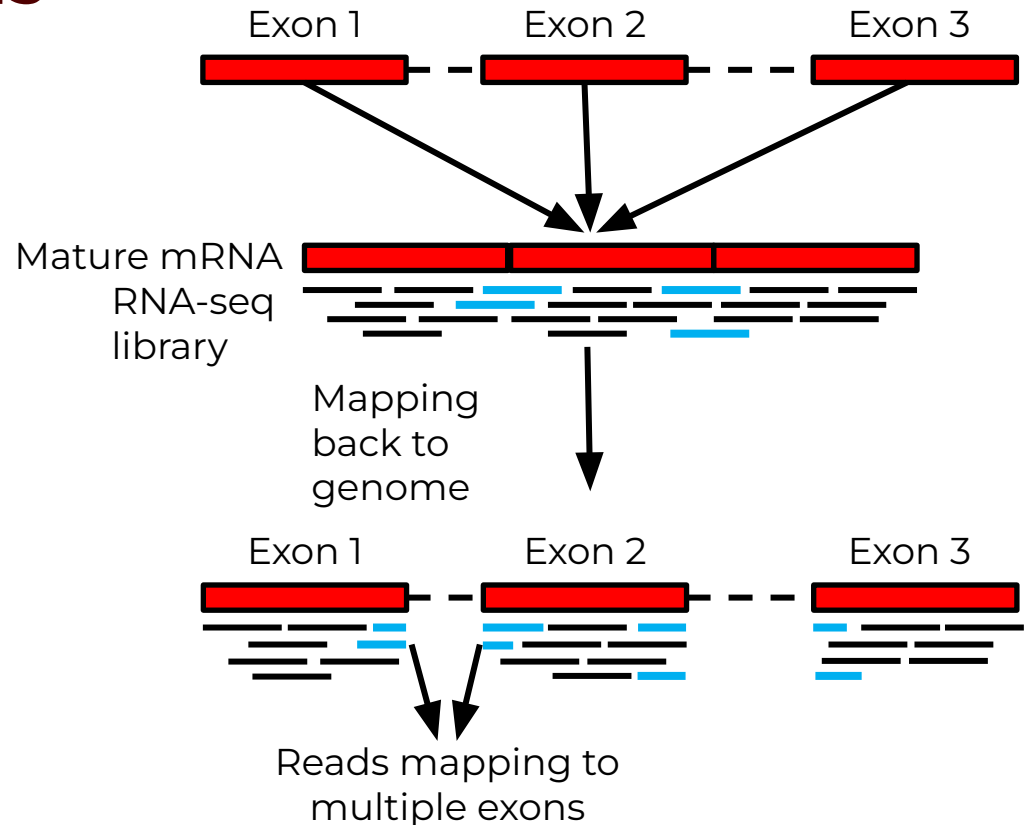 Exon 1
Exon 2
Exon 3
Mature mRNA
RNA-seq
library
Mapping
back to
genome
Exon 1
Exon 2
Exon 3
Reads mapping to
multiple exons